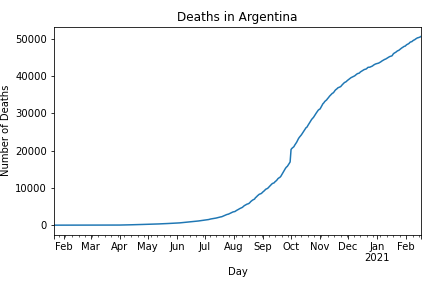 Deaths in Argentina
Number of Deaths
50000
40000
30000
20000
10000
0
Feb Mar Apr May Jun Jul Aug Sep Oct Nov Dec Jan Feb
2021
Day